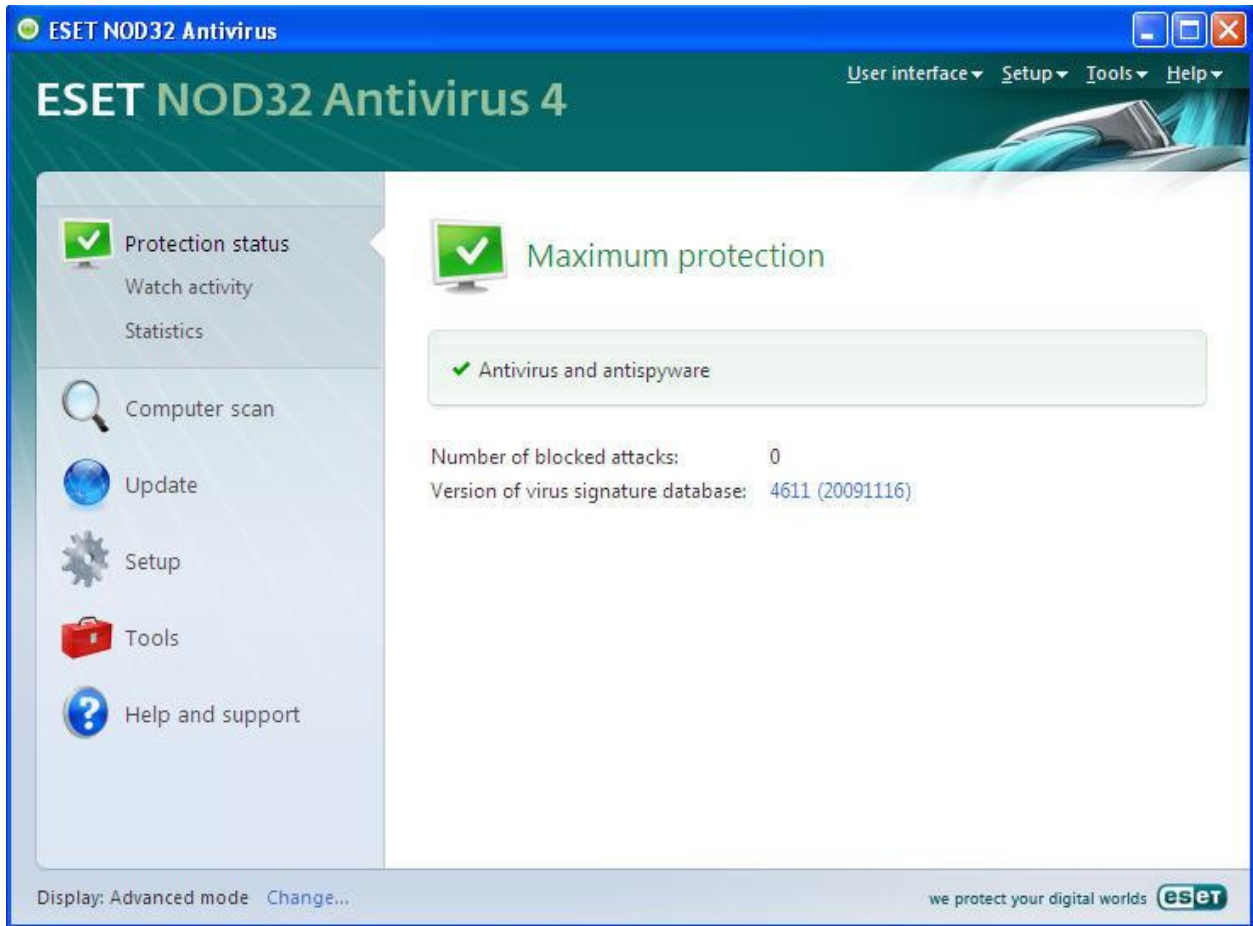 ESET NOD32 Antivirus
ESET NOD32 Antivirus 4
User interface Setup Tools Help
Protection status
Watch activity
Statistics
Computer scan
Update
Setup
Tools
Help and support
Maximum protection
Antivirus and antispyware
Number of blocked attacks: 0
Version of virus signature database: 4611 (20091116)
Display: Advanced mode Change...
we protect your digital worlds eset